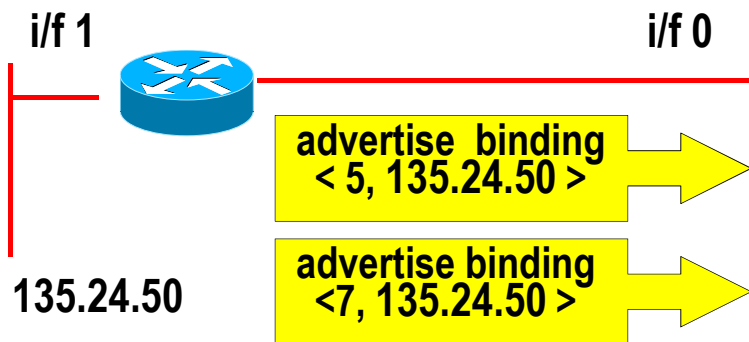 i/f 1
i/f 0
advertise binding
< 5, 135.24.50 >
advertise binding
<7, 135.24.50 >
135.24.50